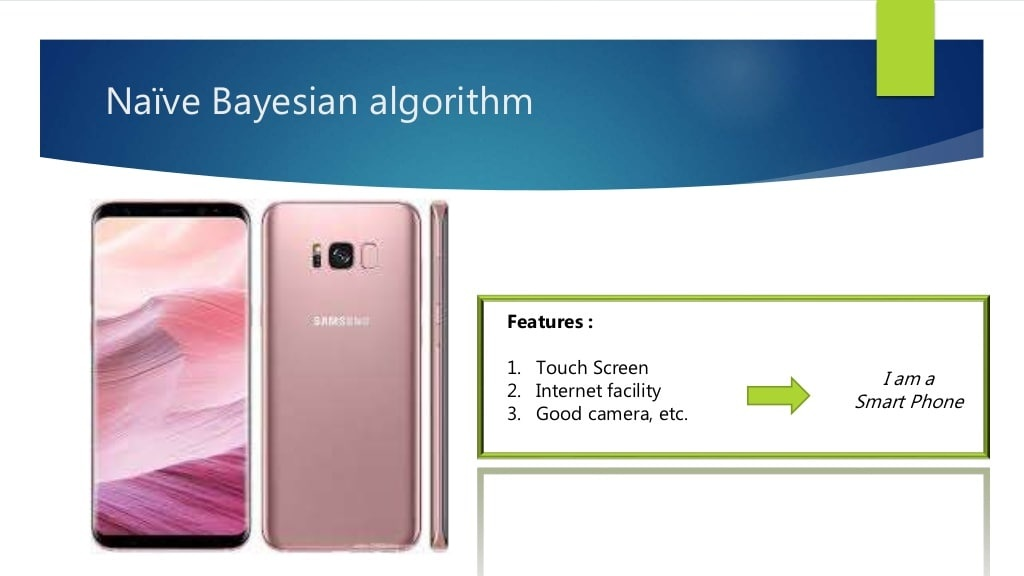 Naïve Bayesian algorithm
SAMSUNG
Features :
1. Touch Screen
2. Internet facility
3. Good camera, etc.
I am a
Smart Phone